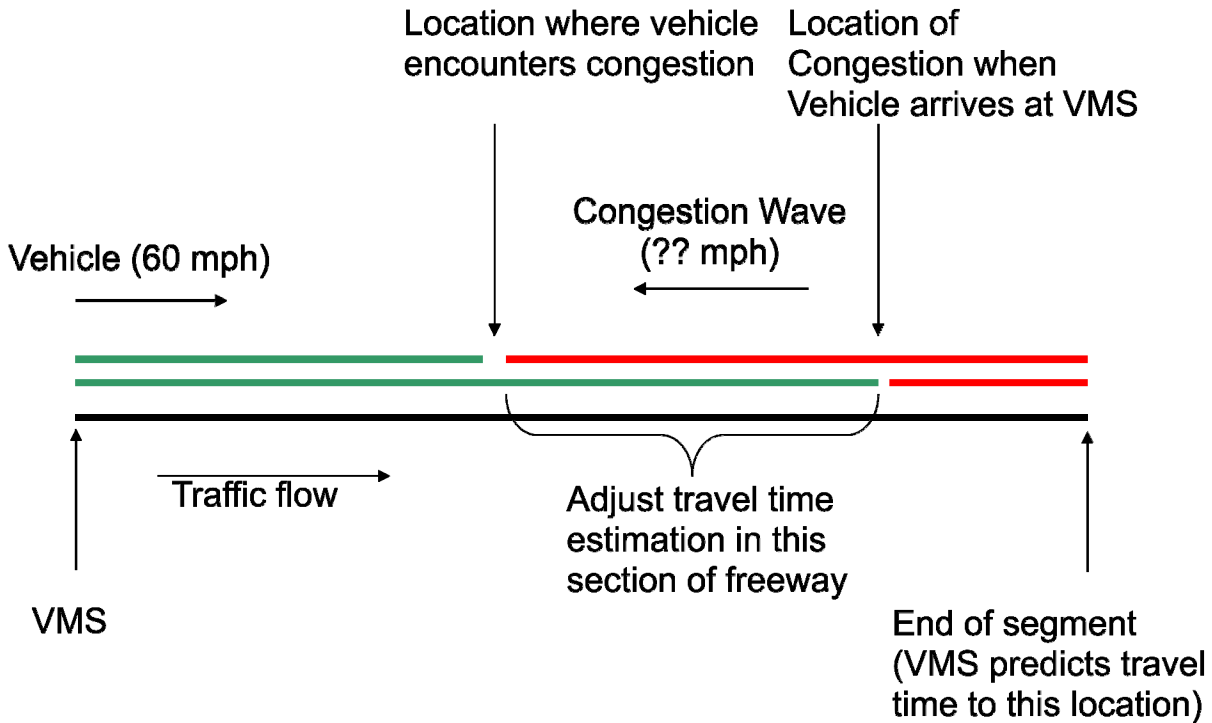 Location where vehicle
encounters congestion
Location of
Congestion when
Vehicle arrives at VMS
Congestion Wave
(?? mph)
Vehicle (60 mph)
Traffic flow
Adjust travel time
estimation in this
section of freeway
VMS
End of segment
(VMS predicts travel
time to this location)